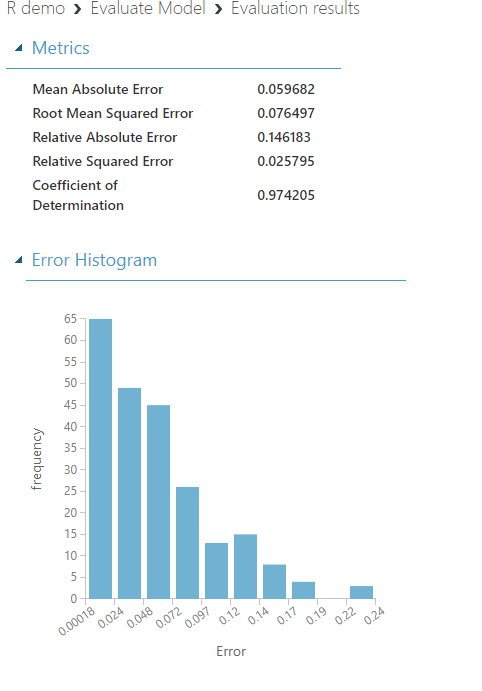 R demo ❯ Evaluate Model ❯ Evaluation results
Metrics
Mean Absolute Error 0.059682
Root Mean Squared Error 0.076497
Relative Absolute Error 0.146183
Relative Squared Error 0.025795
Coefficient of
Determination 0.974205
Error Histogram
65
60
55
50
45
40
35
30
25
20
15
10
5
0
frequency
0.00018 0.024 0.048 0.072 0.097 0.12 0.14 0.17 0.19 0.22 0.24
Error